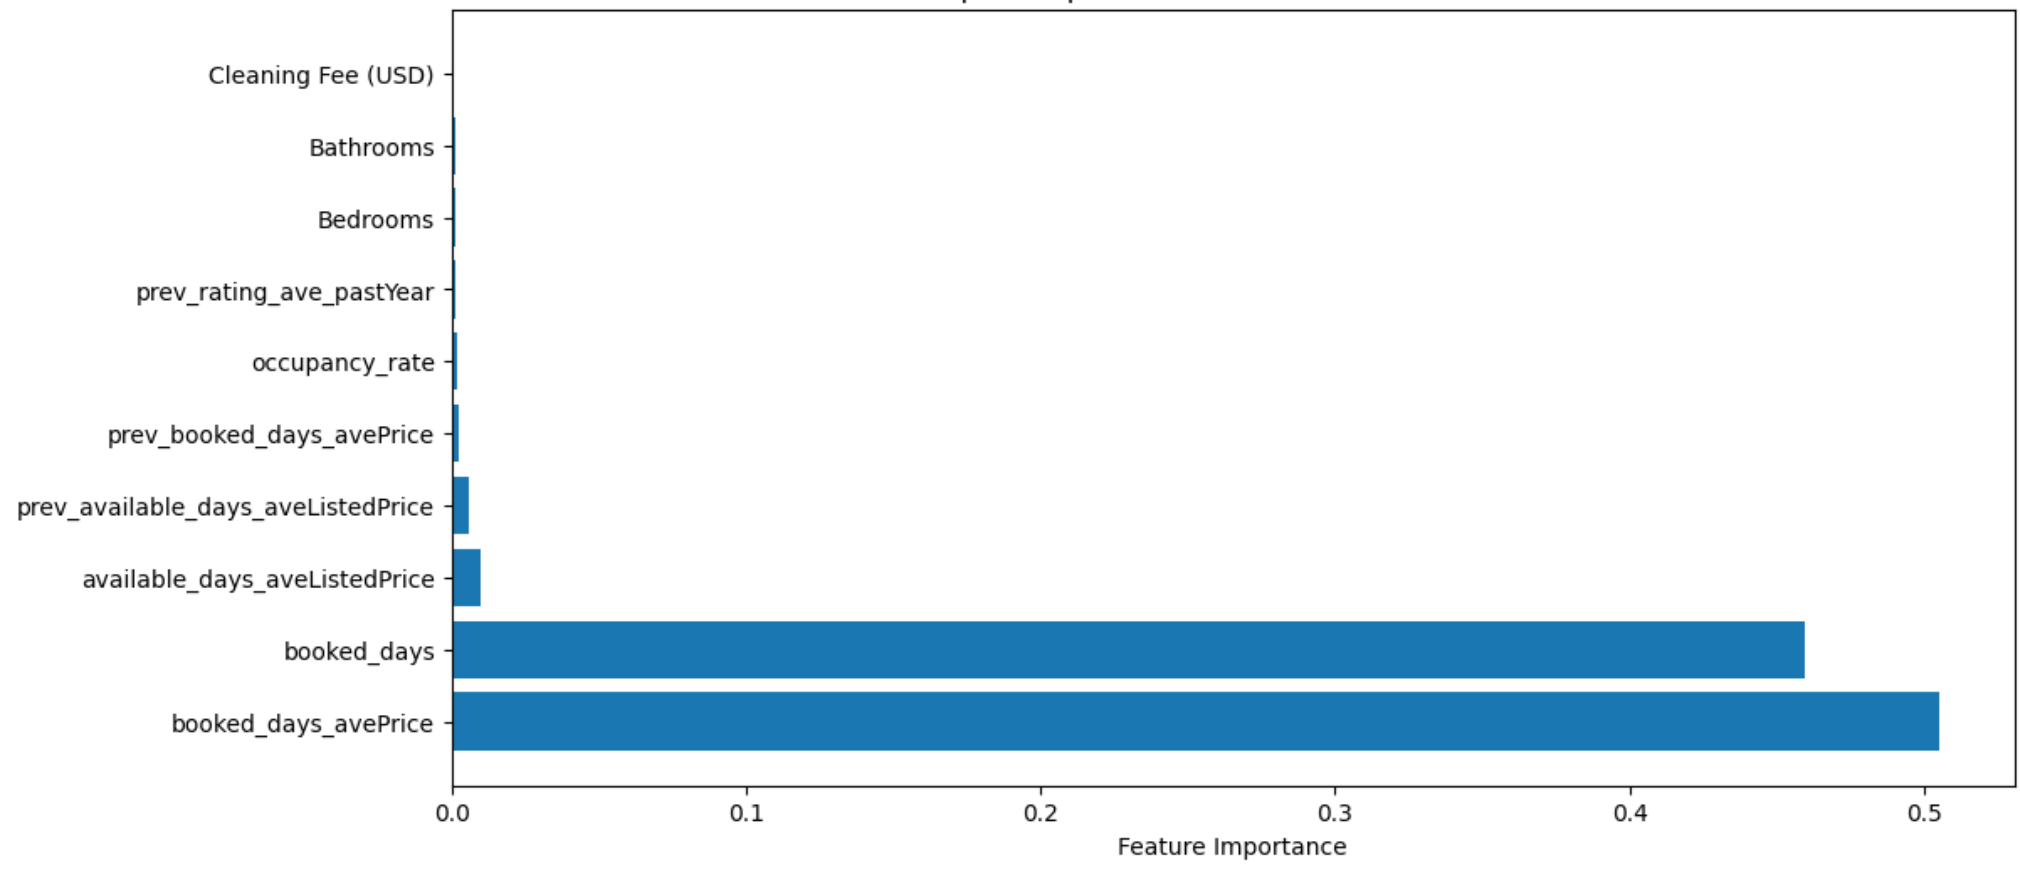 Cleaning Fee (USD)
Bathrooms
Bedrooms
prev_rating_ave_pastYear
occupancy_rate
prev_booked_days_avePrice
prev_available_days_aveListedPrice
available_days_aveListedPrice
booked_days
booked_days_avePrice
0.0 0.1 0.2 0.3 0.4 0.5
Feature Importance